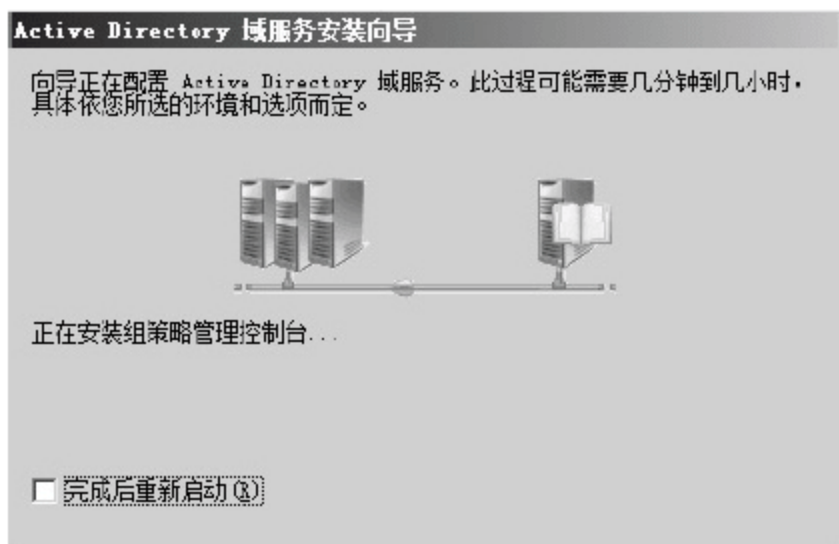 Active Directory 域服务安装向导
向导正在配置 Active Directory 域服务。此过程可能需要几分钟到几小时,
具体依您所选的环境和选项而定。
正在安装组策略管理控制台...
完成后重新启动(R)